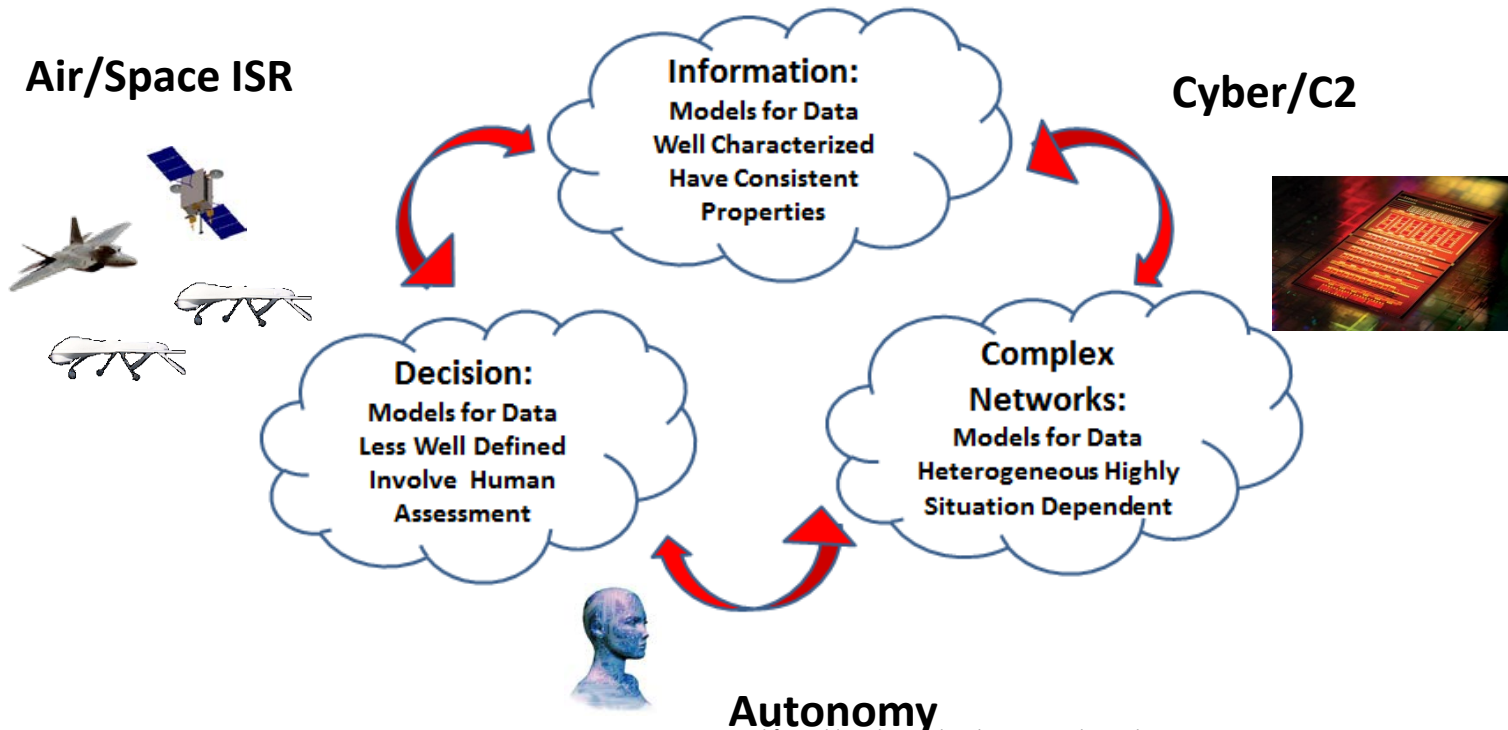 Air/Space ISR
Information:
Models for Data
Well Characterized
Have Consistent
Properties
Cyber/C2
Decision:
Models for Data
Less Well Defined
Involve Human
Assessment
Complex
Networks:
Models for Data
Heterogeneous Highly
Situation Dependent
Autonomy